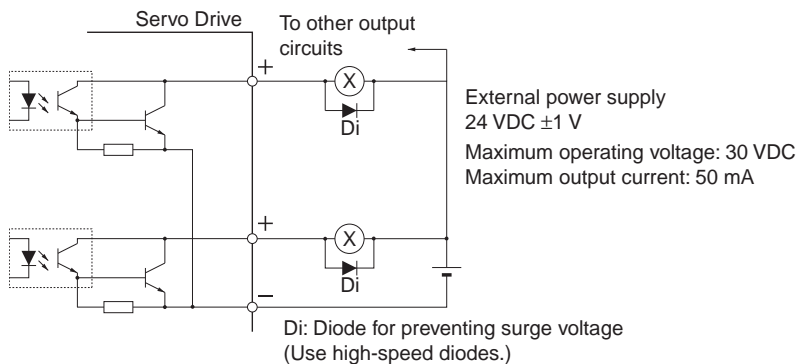 Servo Drive
To other output
circuits
+
X
Di
External power supply
24 VDC ±1 V
Maximum operating voltage: 30 VDC
Maximum output current: 50 mA
+
X
Di
−
Di: Diode for preventing surge voltage
(Use high-speed diodes.)